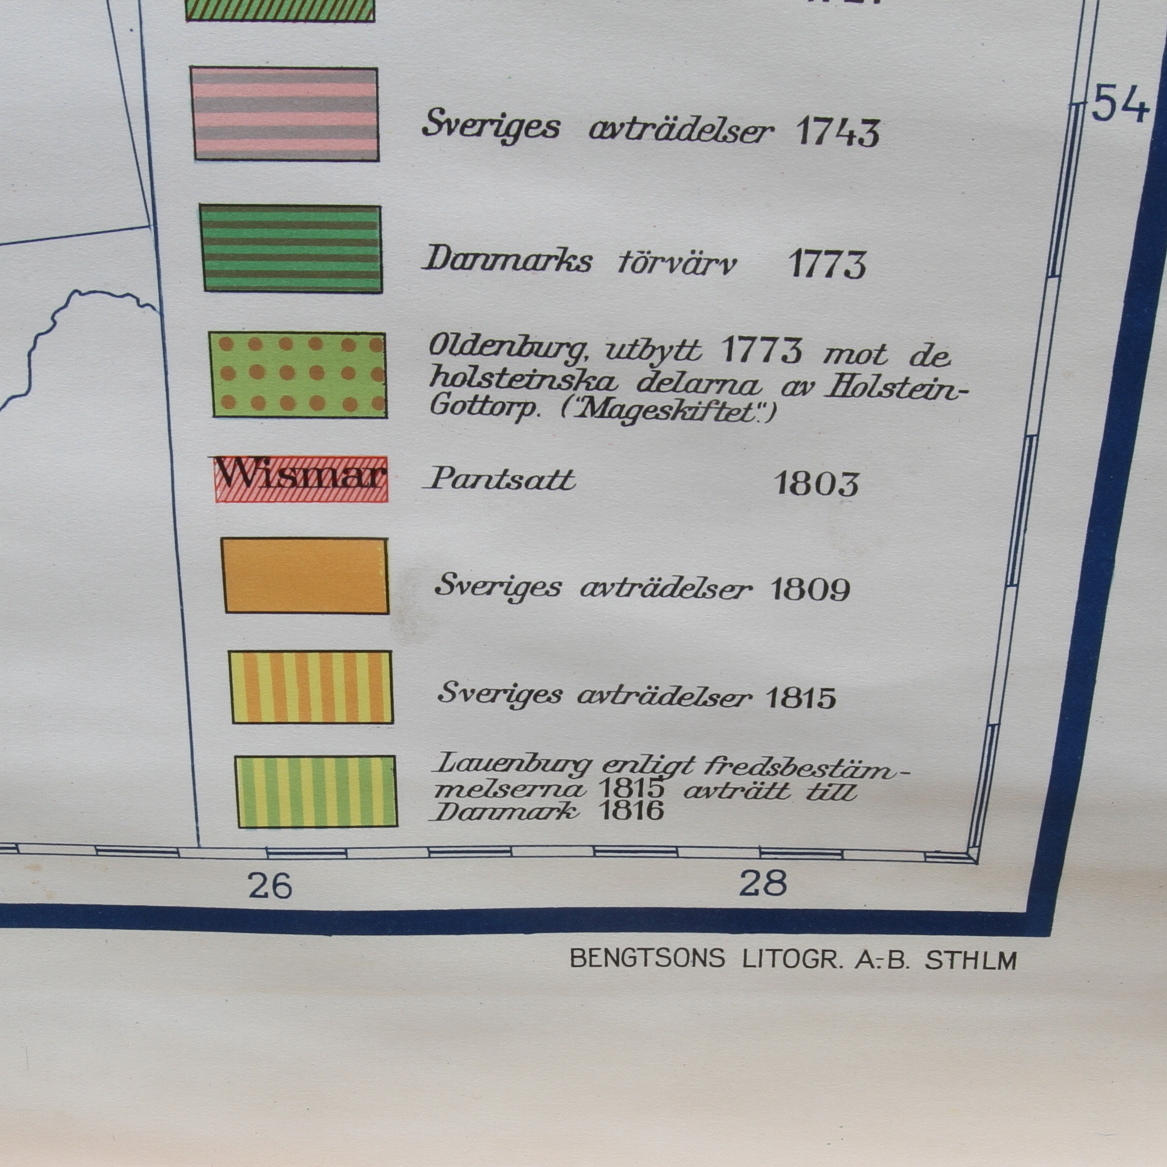 54
Sveriges avträdelser 1743
Danmarks förvärv 1773
Oldenburg, utbytt 1773 mot de
holsteinska delarna av Holstein-
Gottorp. ("Mageskiftet".)
Wismar Pantsatt 1803
Sveriges avträdelser 1809
Sveriges avträdelser 1815
Lauenburg enligt fredsbestäm-
melserna 1815 avträtt till
Danmark 1816
26 28
BENGTSONS LITOGR. A.-B. STHLM